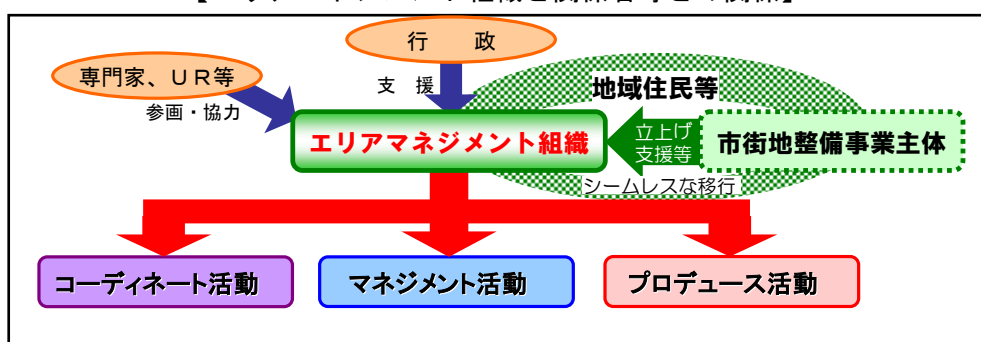 行　政
専門家、ＵＲ等
支　援
参画・協力
地域住民等
エリアマネジメント組織
立上げ
支援等
市街地整備事業主体
シームレスな移行
コーディネート活動
マネジメント活動
プロデュース活動